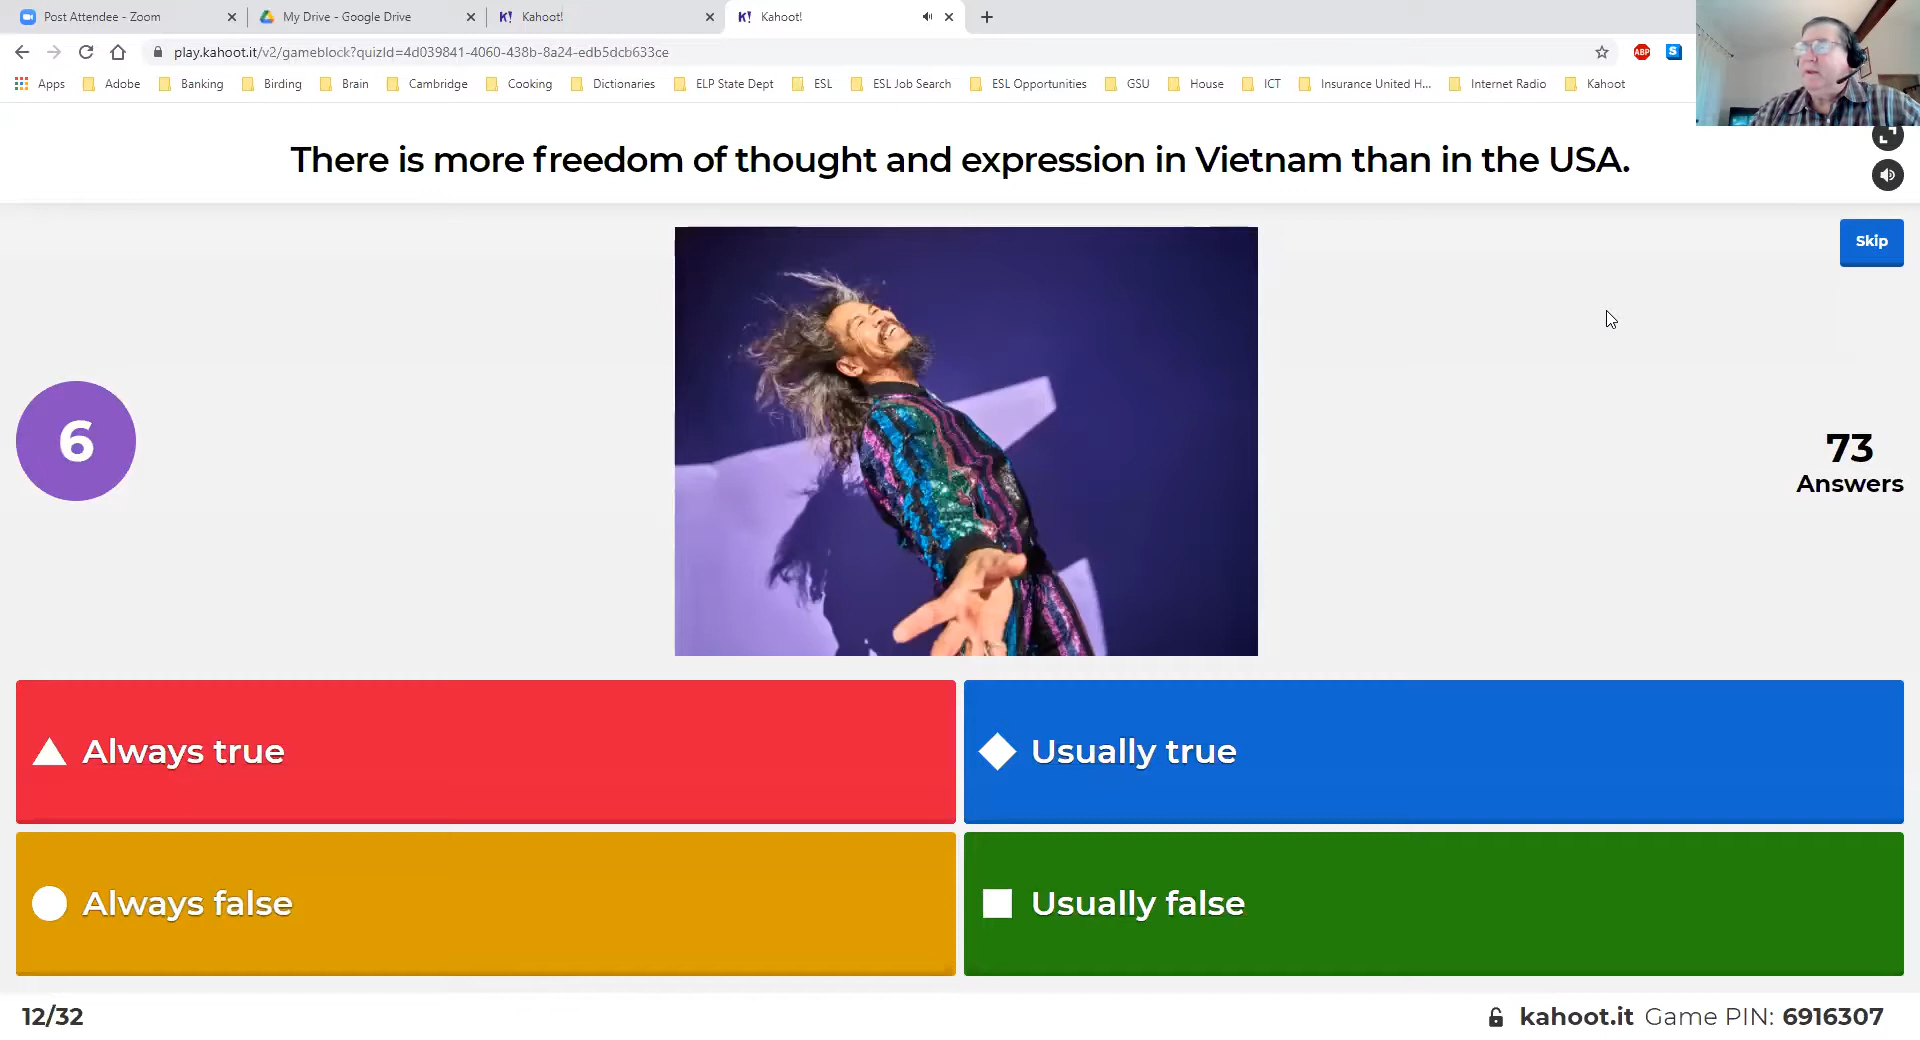 Post Attendee - Zoom
My Drive - Google Drive
K! Kahoot!
K! Kahoot!
play.kahoot.it/v2/gameblock?quizId=4d039841-4060-438b-8a24-edb5dcb633ce
ABP
S
Apps Adobe Banking Birding Brain Cambridge Cooking Dictionaries ELP State Dept ESL ESL Job Search ESL Opportunities GSU House ICT Insurance United H... Internet Radio Kahoot
There is more freedom of thought and expression in Vietnam than in the USA.
Skip
6
73
Answers
Always true
Usually true
Always false
Usually false
12/32
kahoot.it Game PIN: 6916307